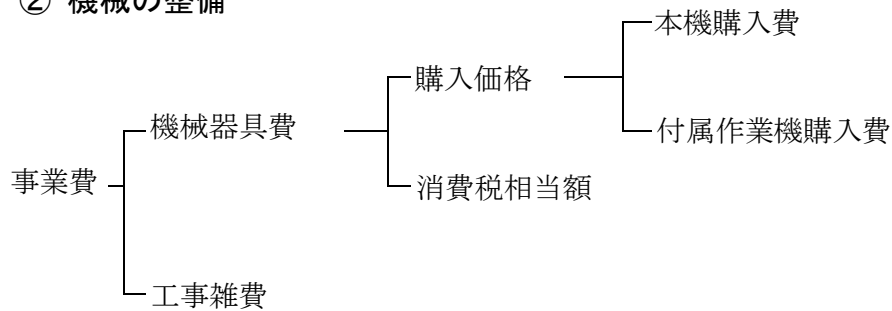 ② 機械の整備
本機購入費
購入価格
付属作業機購入費
機械器具費
事業費
消費税相当額
工事雑費